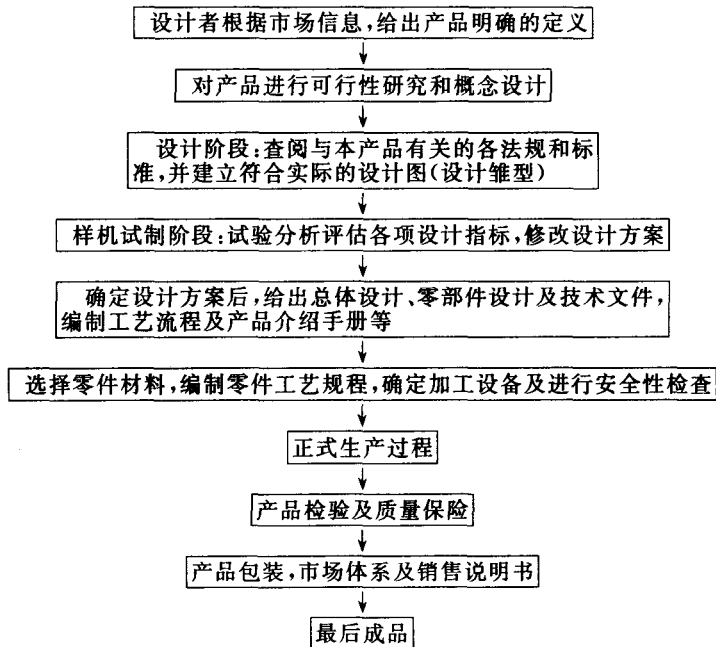 设计者根据市场信息,给出产品明确的定义
对产品进行可行性研究和概念设计
设计阶段:查阅与本产品有关的各法规和标
准,并建立符合实际的设计图(设计雏型)
样机试制阶段:试验分析评估各项设计指标,修改设计方案
确定设计方案后,给出总体设计、零部件设计及技术文件,
编制工艺流程及产品介绍手册等
选择零件材料,编制零件工艺规程,确定加工设备及进行安全性检查
正式生产过程
产品检验及质量保险
产品包装,市场体系及销售说明书
最后成品